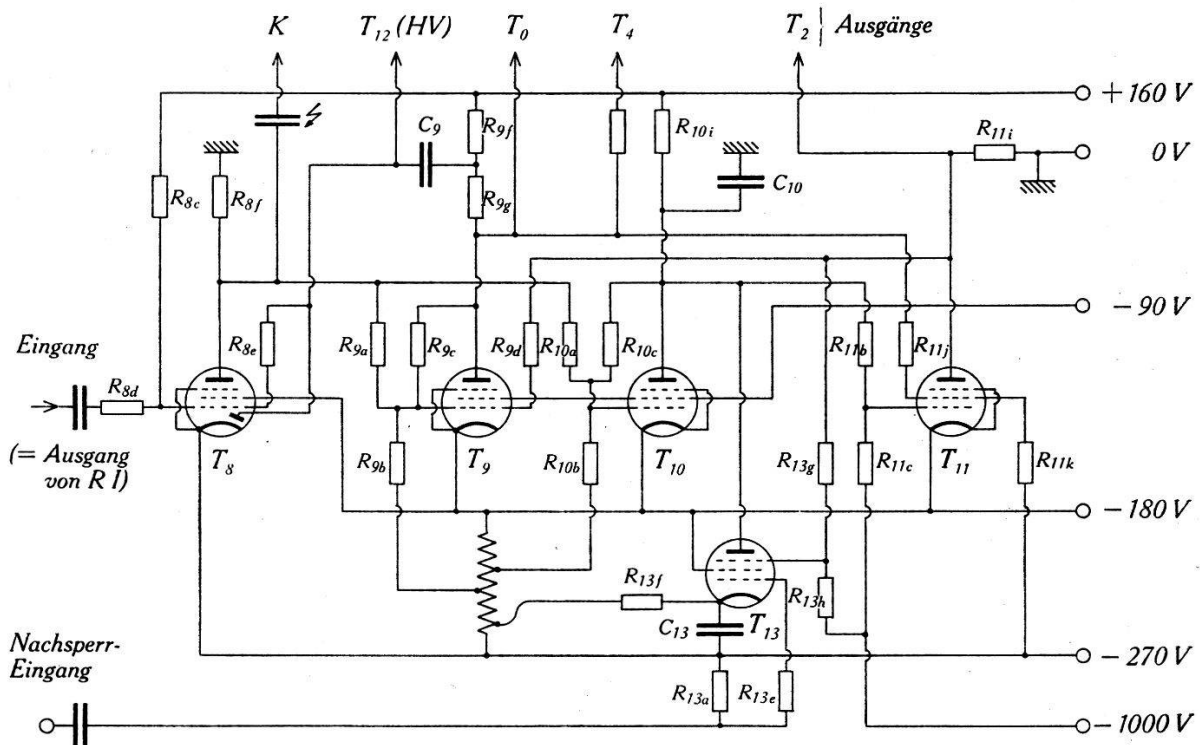 K
T12 (HV)
T0
T4
T2 | Ausgänge
+160 V
R9f
R10i
C9
R11i
0 V
R8c
R8f
R9g
C10
−90 V
Eingang
R8e
R9a
R9c
R9d
R10a
R10c
R11b
R11j
R8d
(= Ausgang
von R I)
T8
R9b
T9
R10b
T10
R13g
R11c
T11
R11k
−180 V
R13f
R13h
C13
T13
Nachsperr-
Eingang
−270 V
R13a
R13e
−1000 V